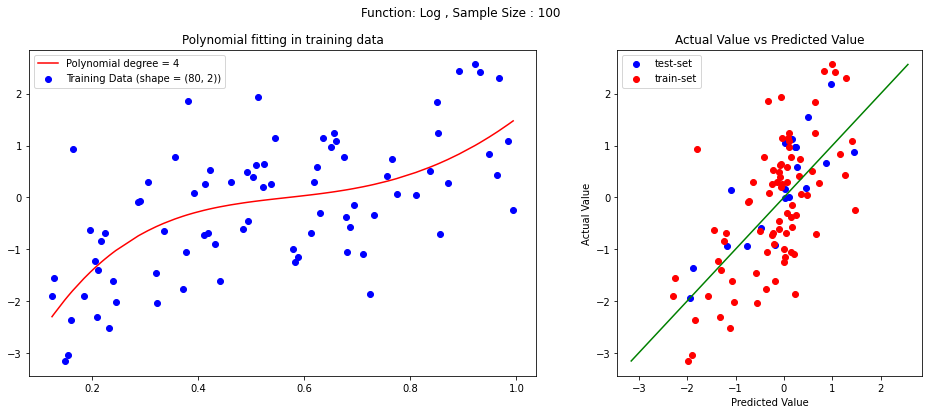 Function: Log , Sample Size : 100
Polynomial fitting in training data
Polynomial degree = 4
Training Data (shape = (80, 2))
2
1
0
−1
−2
−3
0.2 0.4 0.6 0.8 1.0
Actual Value vs Predicted Value
test-set
train-set
Actual Value
2
1
0
−1
−2
−3
−3 −2 −1 0 1 2
Predicted Value